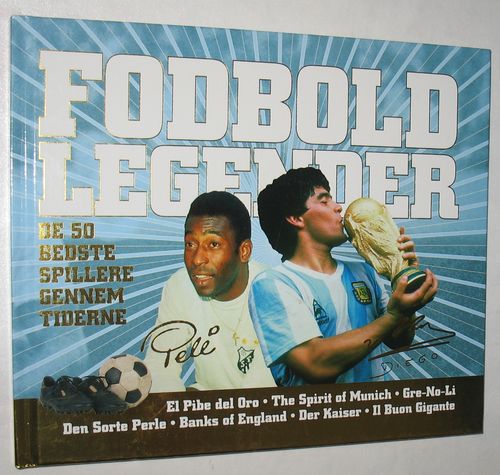 FODBOLD
LEGENDER
DE 50
BEDSTE
SPILLERE
GENNEM
TIDERNE
Pelé
DIEGO
El Pibe del Oro • The Spirit of Munich • Gre-No-Li
Den Sorte Perle • Banks of England • Der Kaiser • Il Buon Gigante